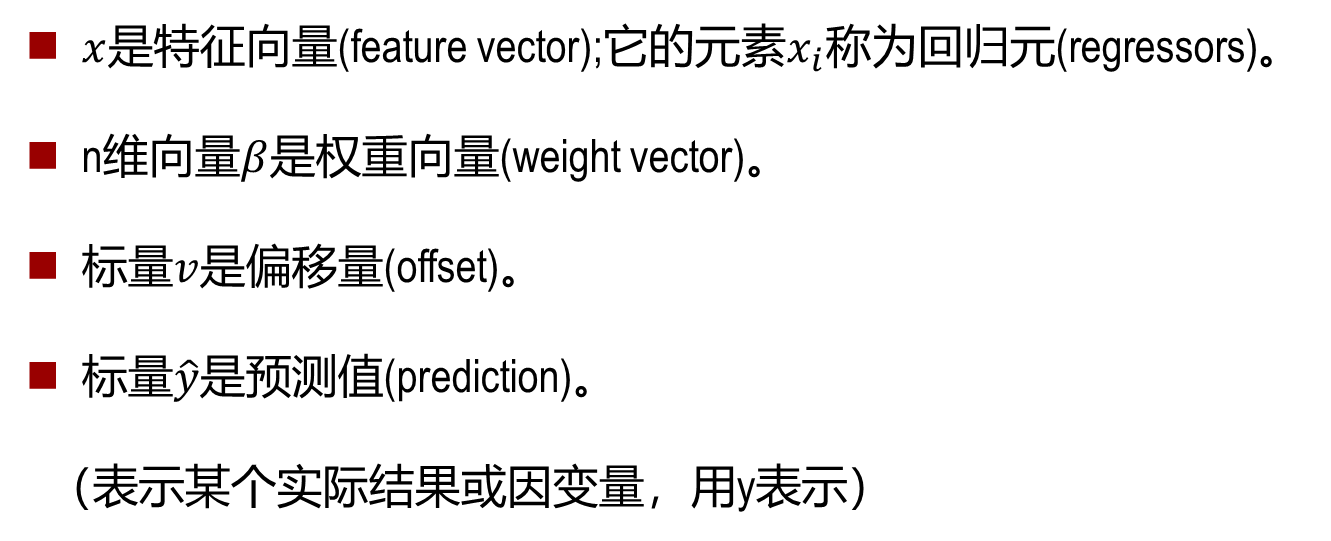 ■ 𝑥是特征向量(feature vector);它的元素𝑥ᵢ称为回归元(regressors)。
■ n维向量𝛽是权重向量(weight vector)。
■ 标量𝑣是偏移量(offset)。
■ 标量ŷ是预测值(prediction)。
（表示某个实际结果或因变量，用y表示）